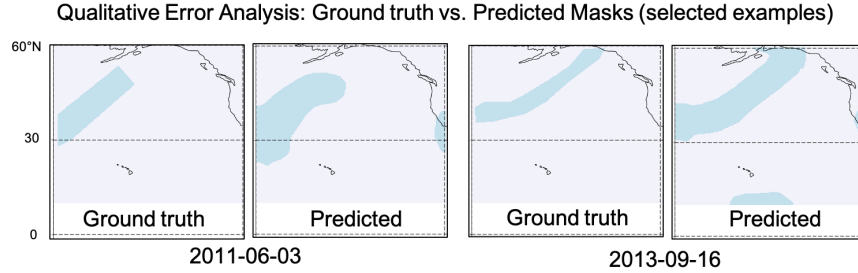 Qualitative Error Analysis: Ground truth vs. Predicted Masks (selected examples)
60°N
30
0
Ground truth
Predicted
Ground truth
Predicted
2011-06-03
2013-09-16